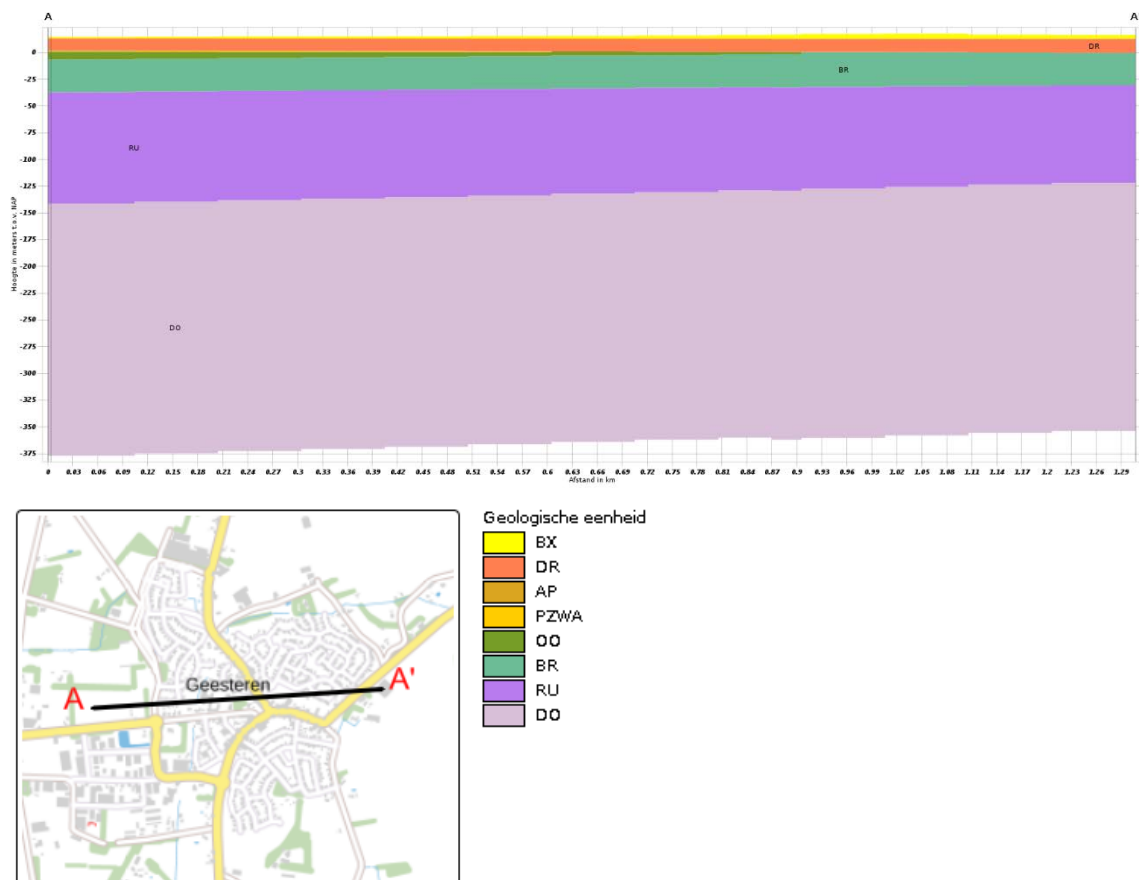 A A
Hoogte in meters t.o.v. NAP
0
-25
-50
-75
-100
-125
-150
-175
-200
-225
-250
-275
-300
-325
-350
-375
DR
BR
RU
DO
0 0.03 0.06 0.09 0.12 0.15 0.18 0.21 0.24 0.27 0.3 0.33 0.36 0.39 0.42 0.45 0.48 0.52 0.54 0.57 0.6 0.63 0.66 0.69 0.72 0.75 0.78 0.81 0.84 0.87 0.9 0.93 0.96 0.99 1.02 1.05 1.08 1.11 1.14 1.17 1.2 1.23 1.26 1.29
Afstand in km
A
Geesteren
A'
Geologische eenheid
BX
DR
AP
PZWA
OO
BR
RU
DO